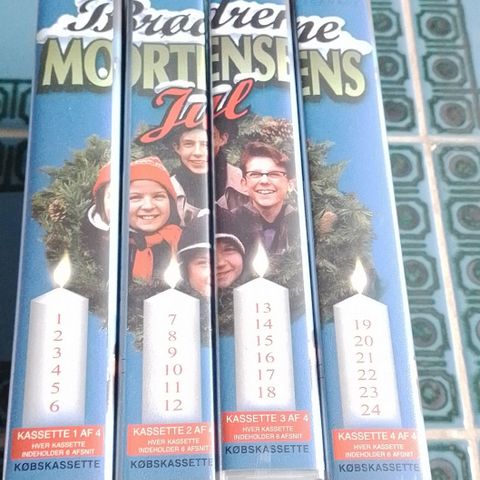 Brødrene
MOORTENSENS
Jul
1
2
3
4
5
6
7
8
9
10
11
12
13
14
15
16
17
18
19
20
21
22
23
24
KASSETTE 1 AF 4
HVER KASSETTE
INDEHOLDER 6 AFSNIT
KØBSKASSETTE
KASSETTE 2 AF 4
HVER KASSETTE
INDEHOLDER 6 AFSNIT
KØBSKASSETTE
KASSETTE 3 AF 4
HVER KASSETTE
INDEHOLDER 6 AFSNIT
KØBSKASSETTE
KASSETTE 4 AF 4
HVER KASSETTE
INDEHOLDER 6 AFSNIT
KØBSKASSETTE